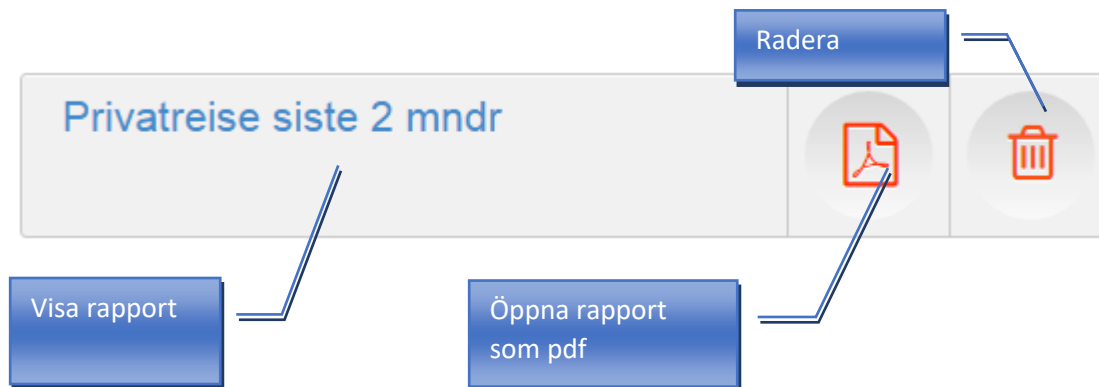 Radera
Privatreise siste 2 mndr
Visa rapport
Öppna rapport
som pdf